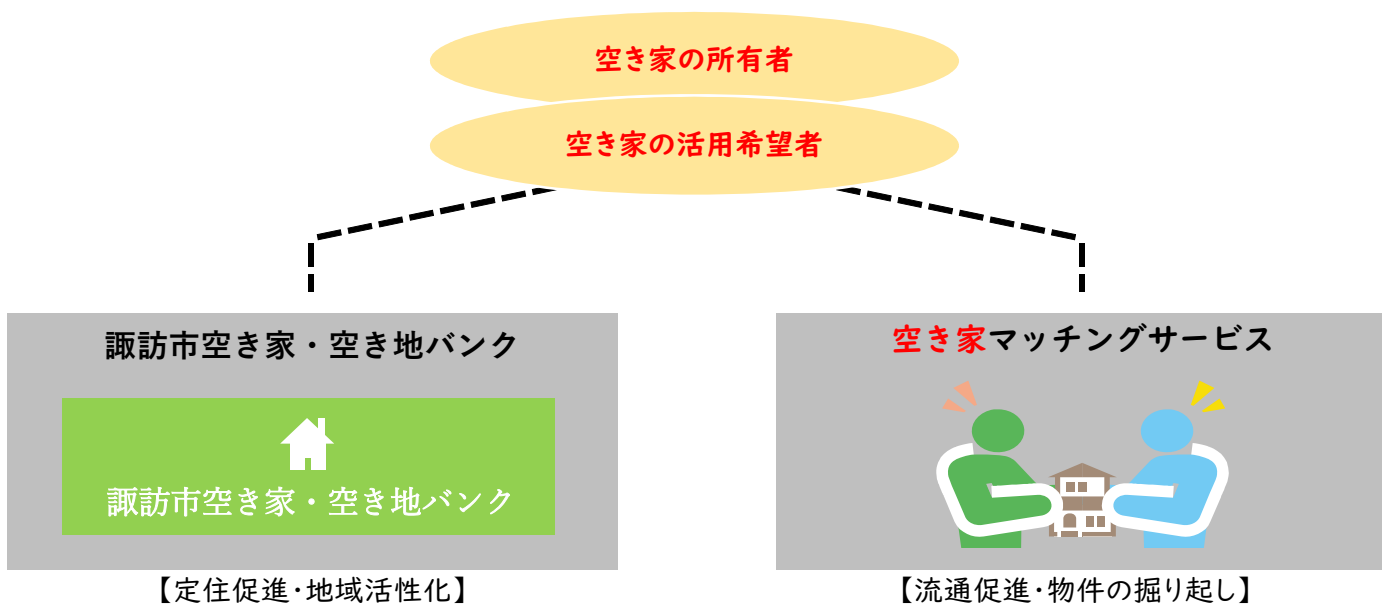 空き家の所有者
空き家の活用希望者
諏訪市空き家・空き地バンク
諏訪市空き家・空き地バンク
【定住促進・地域活性化】
空き家マッチングサービス
【流通促進・物件の掘り起し】